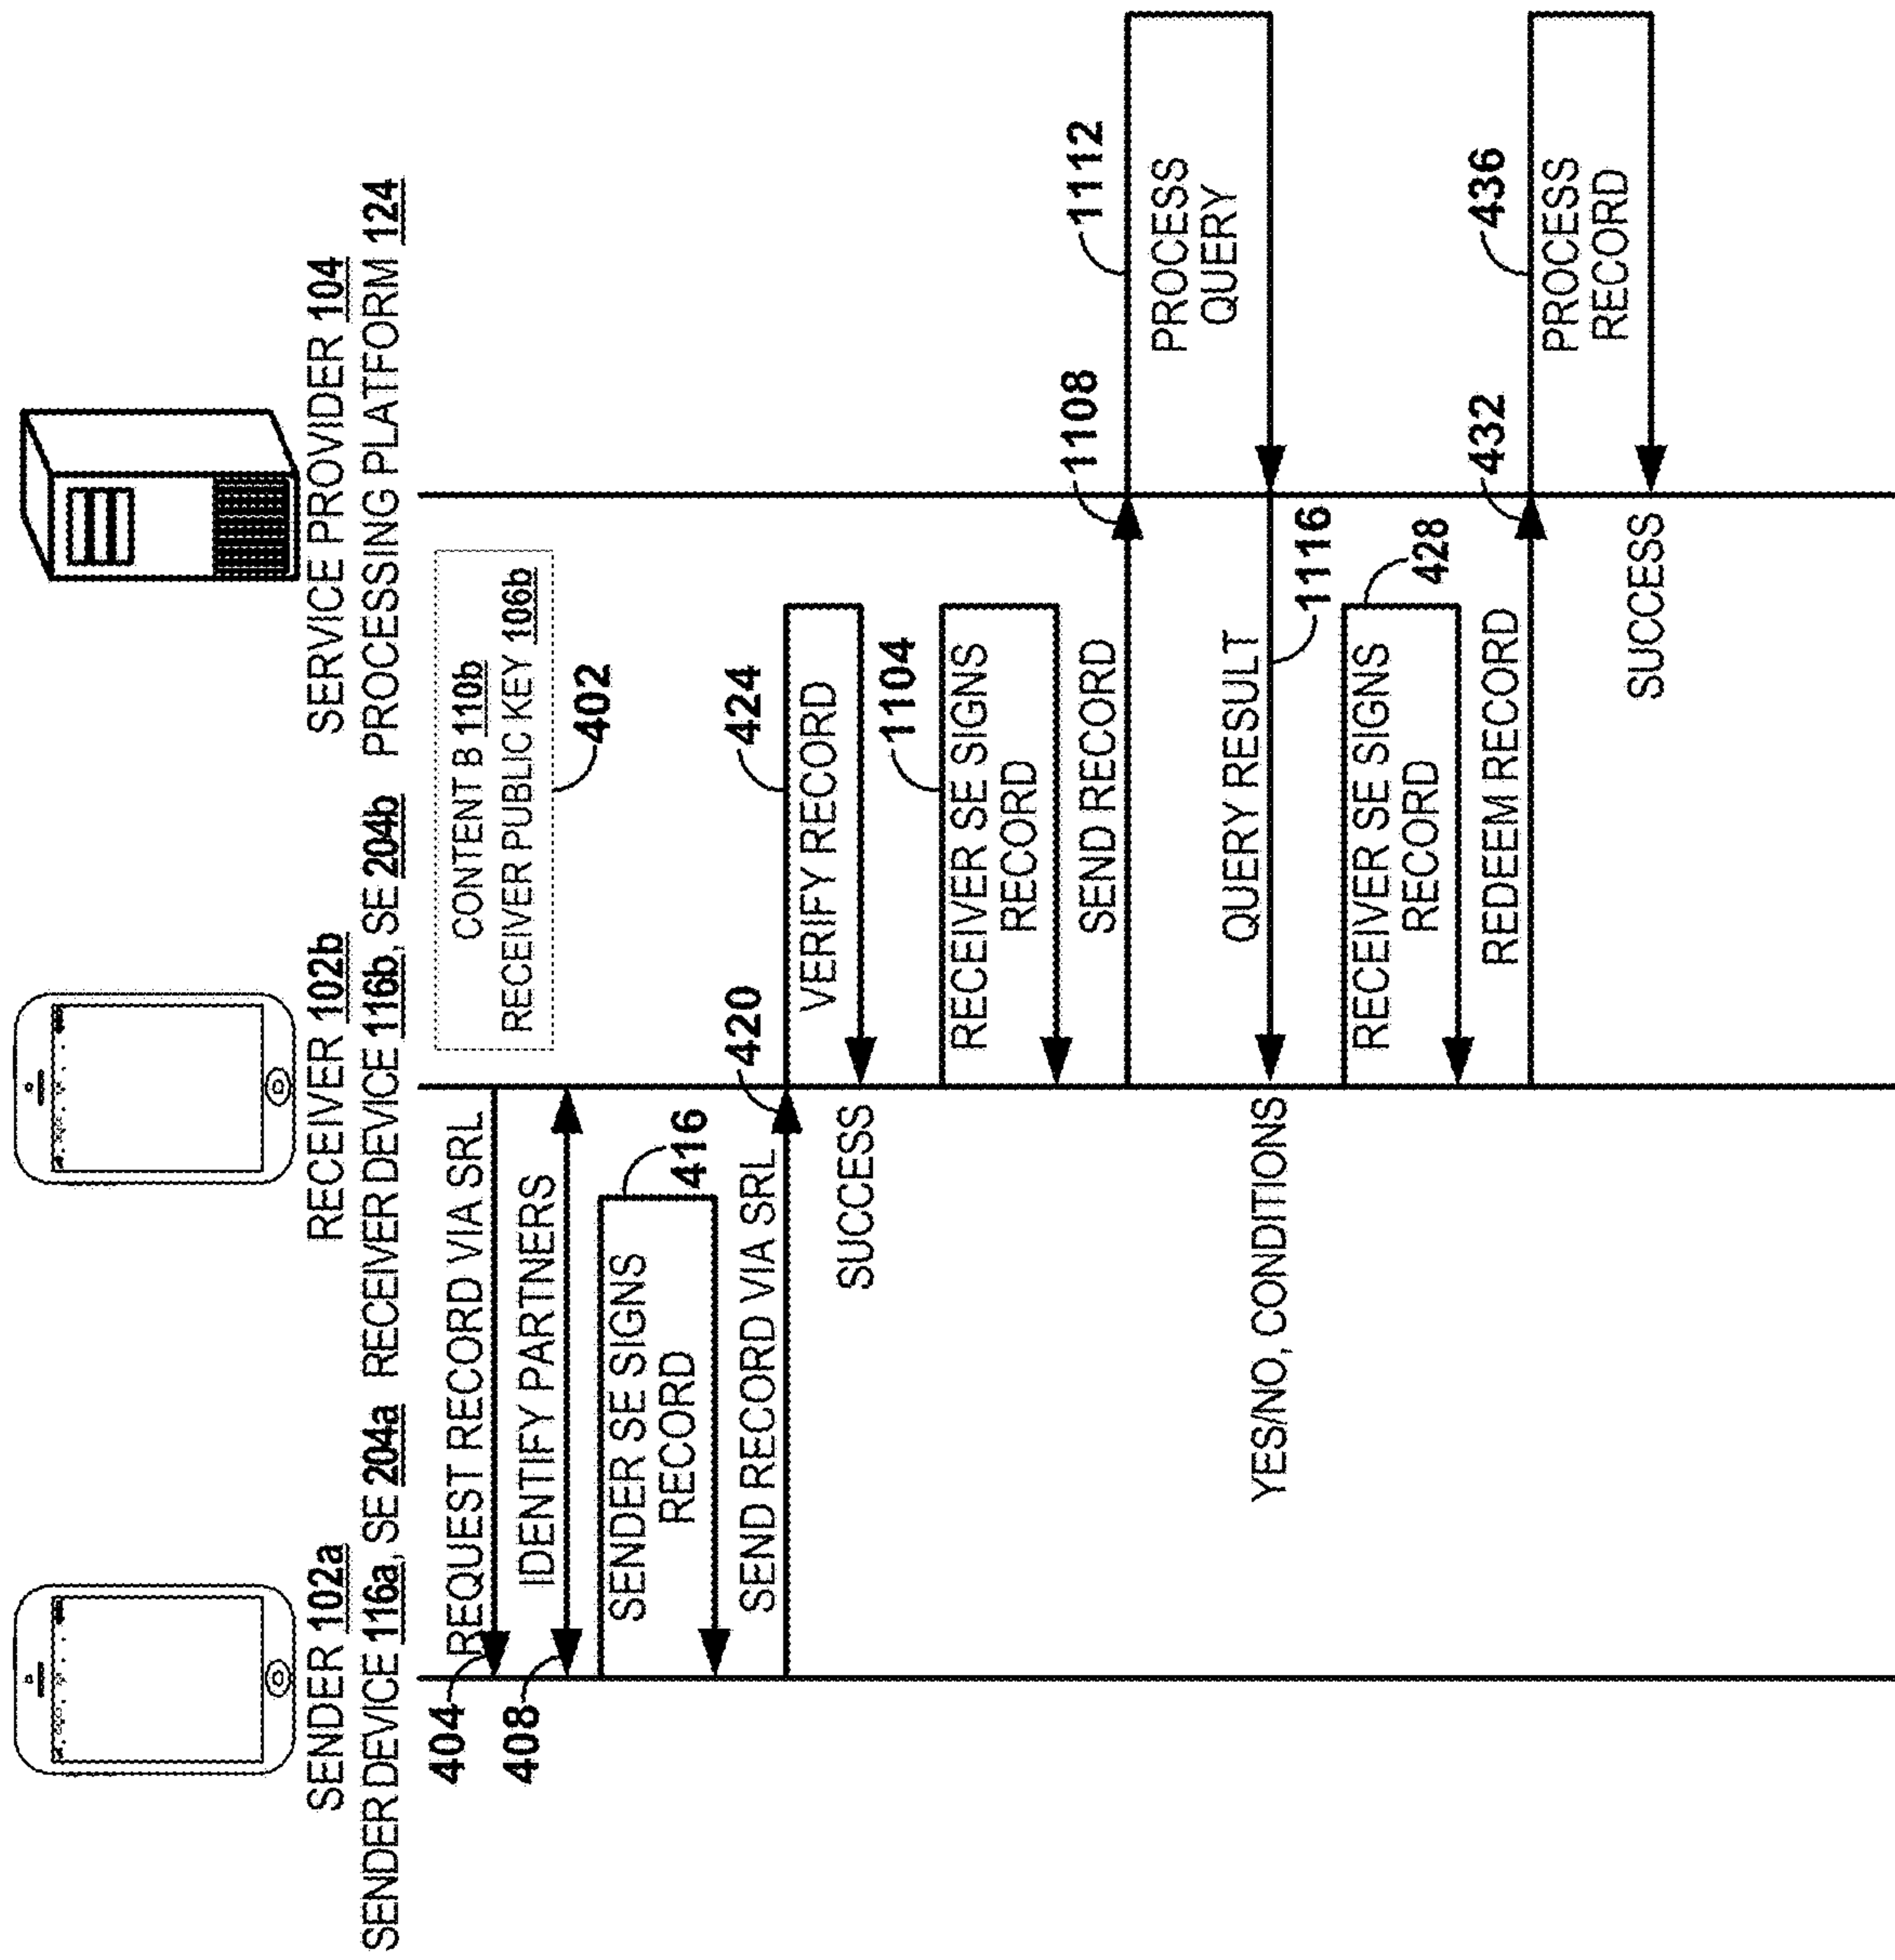 SENDER 102a
SENDER DEVICE 116a, SE 204a
RECEIVER 102b
RECEIVER DEVICE 116b, SE 204b
SERVICE PROVIDER 104
PROCESSING PLATFORM 124
CONTENT B 110b
RECEIVER PUBLIC KEY 106b
402
404
REQUEST RECORD VIA SRL
408
IDENTIFY PARTNERS
SENDER SE SIGNS
RECORD
416
SEND RECORD VIA SRL
420
424
VERIFY RECORD
SUCCESS
1104
RECEIVER SE SIGNS
RECORD
SEND RECORD
1108
1112
PROCESS
QUERY
QUERY RESULT
1116
YES/NO, CONDITIONS
RECEIVER SE SIGNS
RECORD
428
REDEEM RECORD
432
436
PROCESS
RECORD
SUCCESS